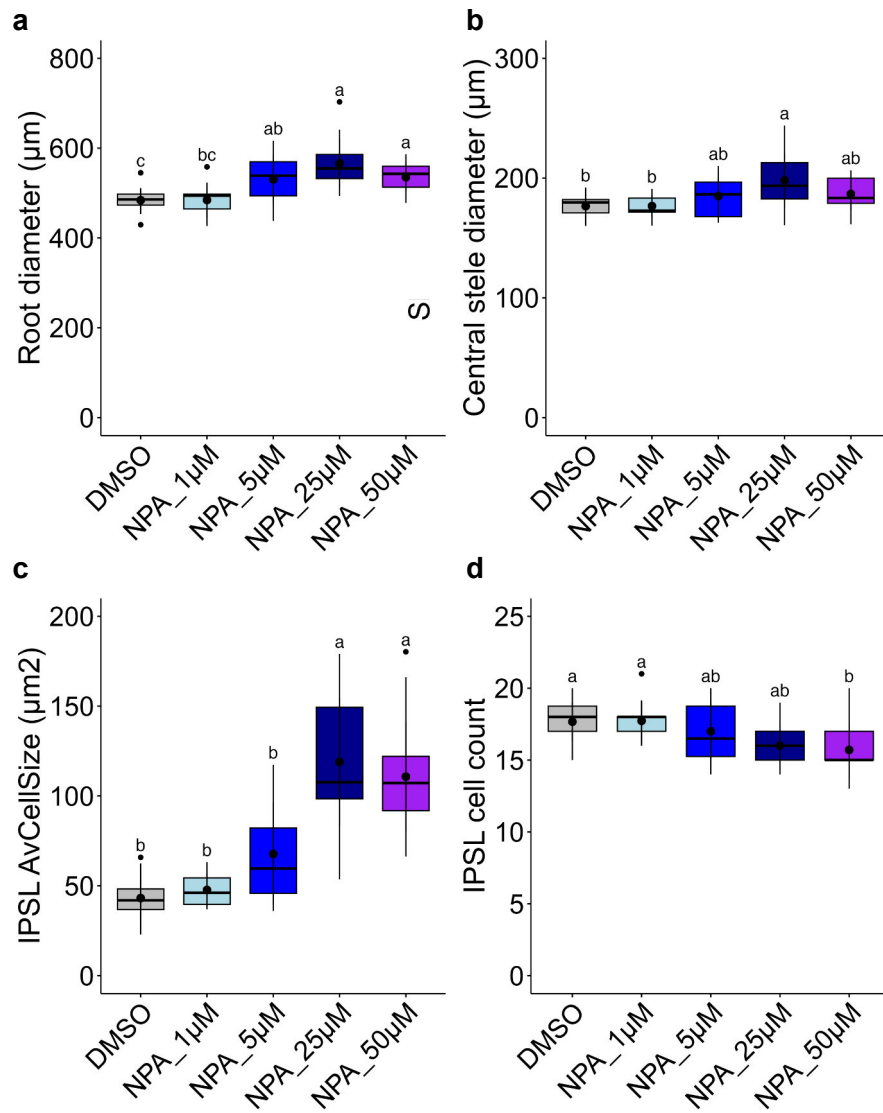 a
Root diameter (µm)
800
600
400
200
0
c
bc
ab
a
a
S
DMSO
NPA_1µM
NPA_5µM
NPA_25µM
NPA_50µM
b
Central stele diameter (µm)
300
200
100
0
b
b
ab
a
ab
DMSO
NPA_1µM
NPA_5µM
NPA_25µM
NPA_50µM
c
IPSL AvCellSize (µm2)
200
150
100
50
0
b
b
b
a
a
DMSO
NPA_1µM
NPA_5µM
NPA_25µM
NPA_50µM
d
IPSL cell count
25
20
15
10
5
0
a
a
ab
ab
b
DMSO
NPA_1µM
NPA_5µM
NPA_25µM
NPA_50µM